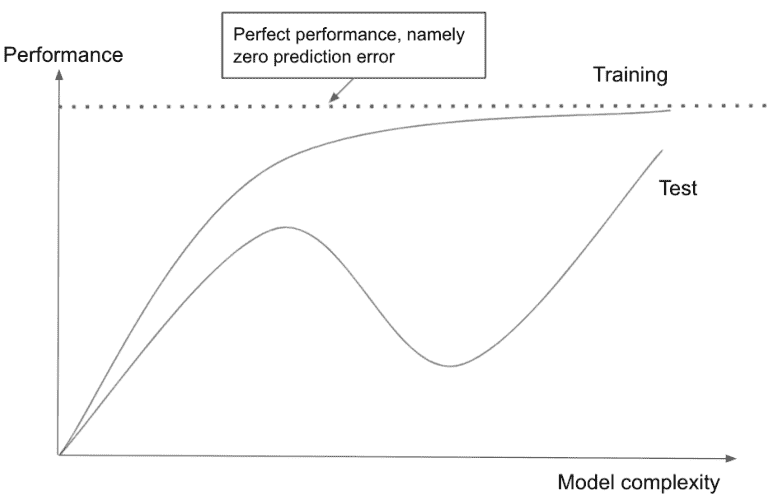 Perfect performance, namely
zero prediction error
Performance
Training
Test
Model complexity